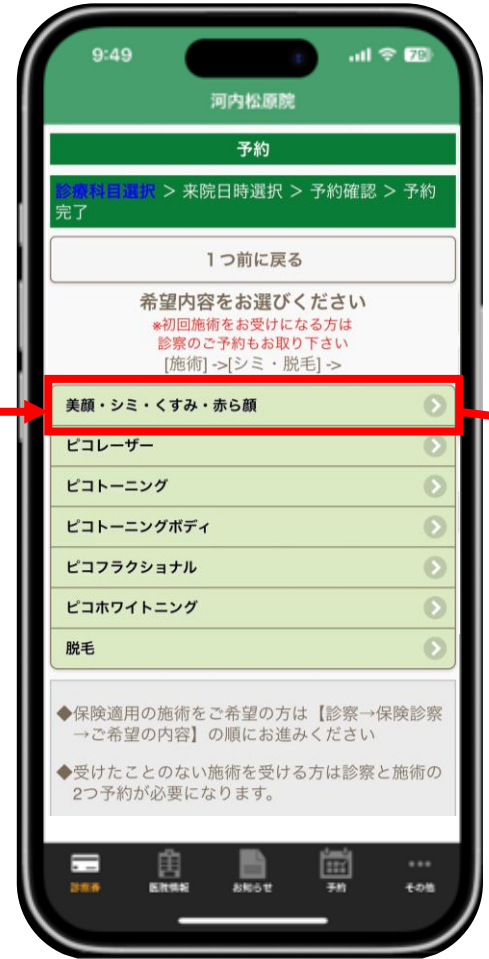 9:49
79
河内松原院
予約
診療科目選択 > 来院日時選択 > 予約確認 > 予約
完了
1つ前に戻る
希望内容をお選びください
*初回施術をお受けになる方は
診察のご予約もお取り下さい
[施術] ->[シミ・脱毛] ->
美顔・シミ・くすみ・赤ら顔
ピコレーザー
ピコトーニング
ピコトーニングボディ
ピコフラクショナル
ピコホワイトニング
脱毛
◆保険適用の施術をご希望の方は【診察→保険診察
→ご希望の内容】の順にお進みください
◆受けたことのない施術を受ける方は診察と施術の
2つ予約が必要になります。
診療券 医院情報 お知らせ 予約 その他